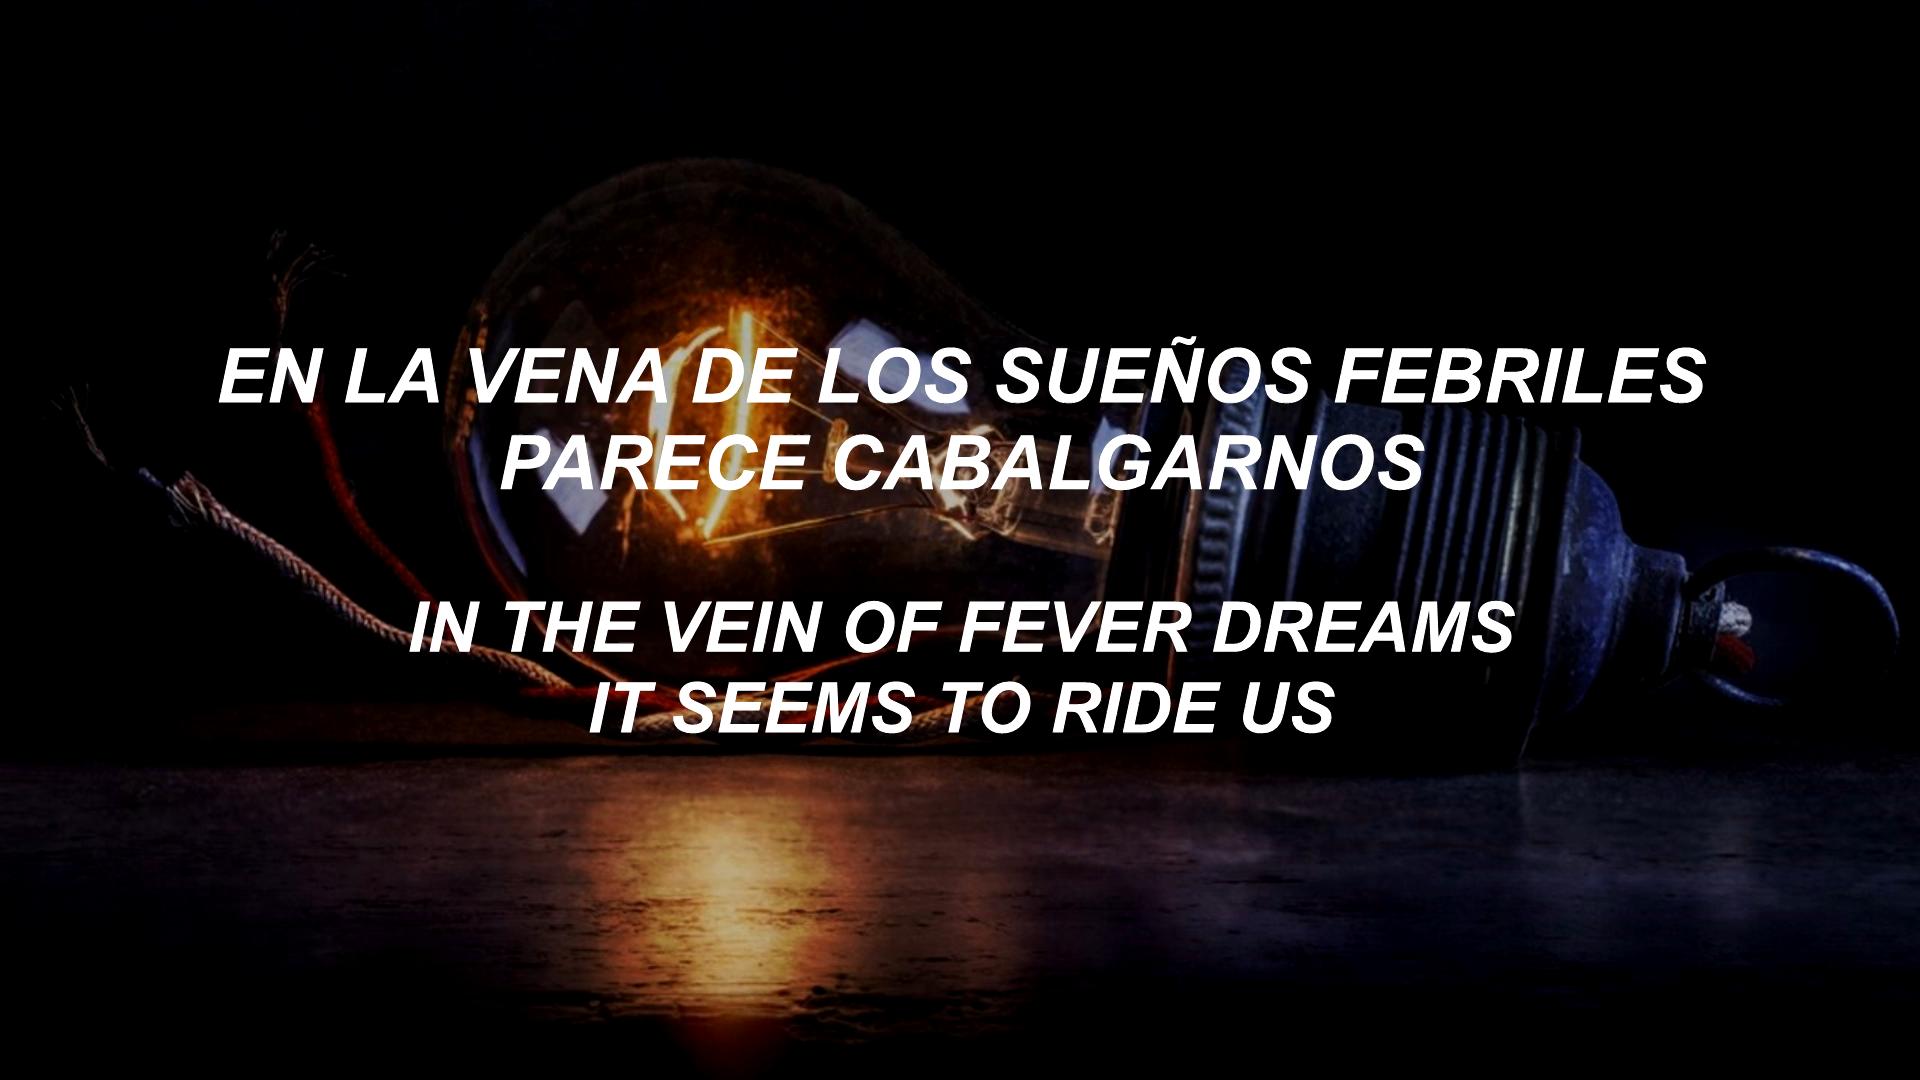 EN LA VENA DE LOS SUEÑOS FEBRILES
PARECE CABALGARNOS
IN THE VEIN OF FEVER DREAMS
IT SEEMS TO RIDE US